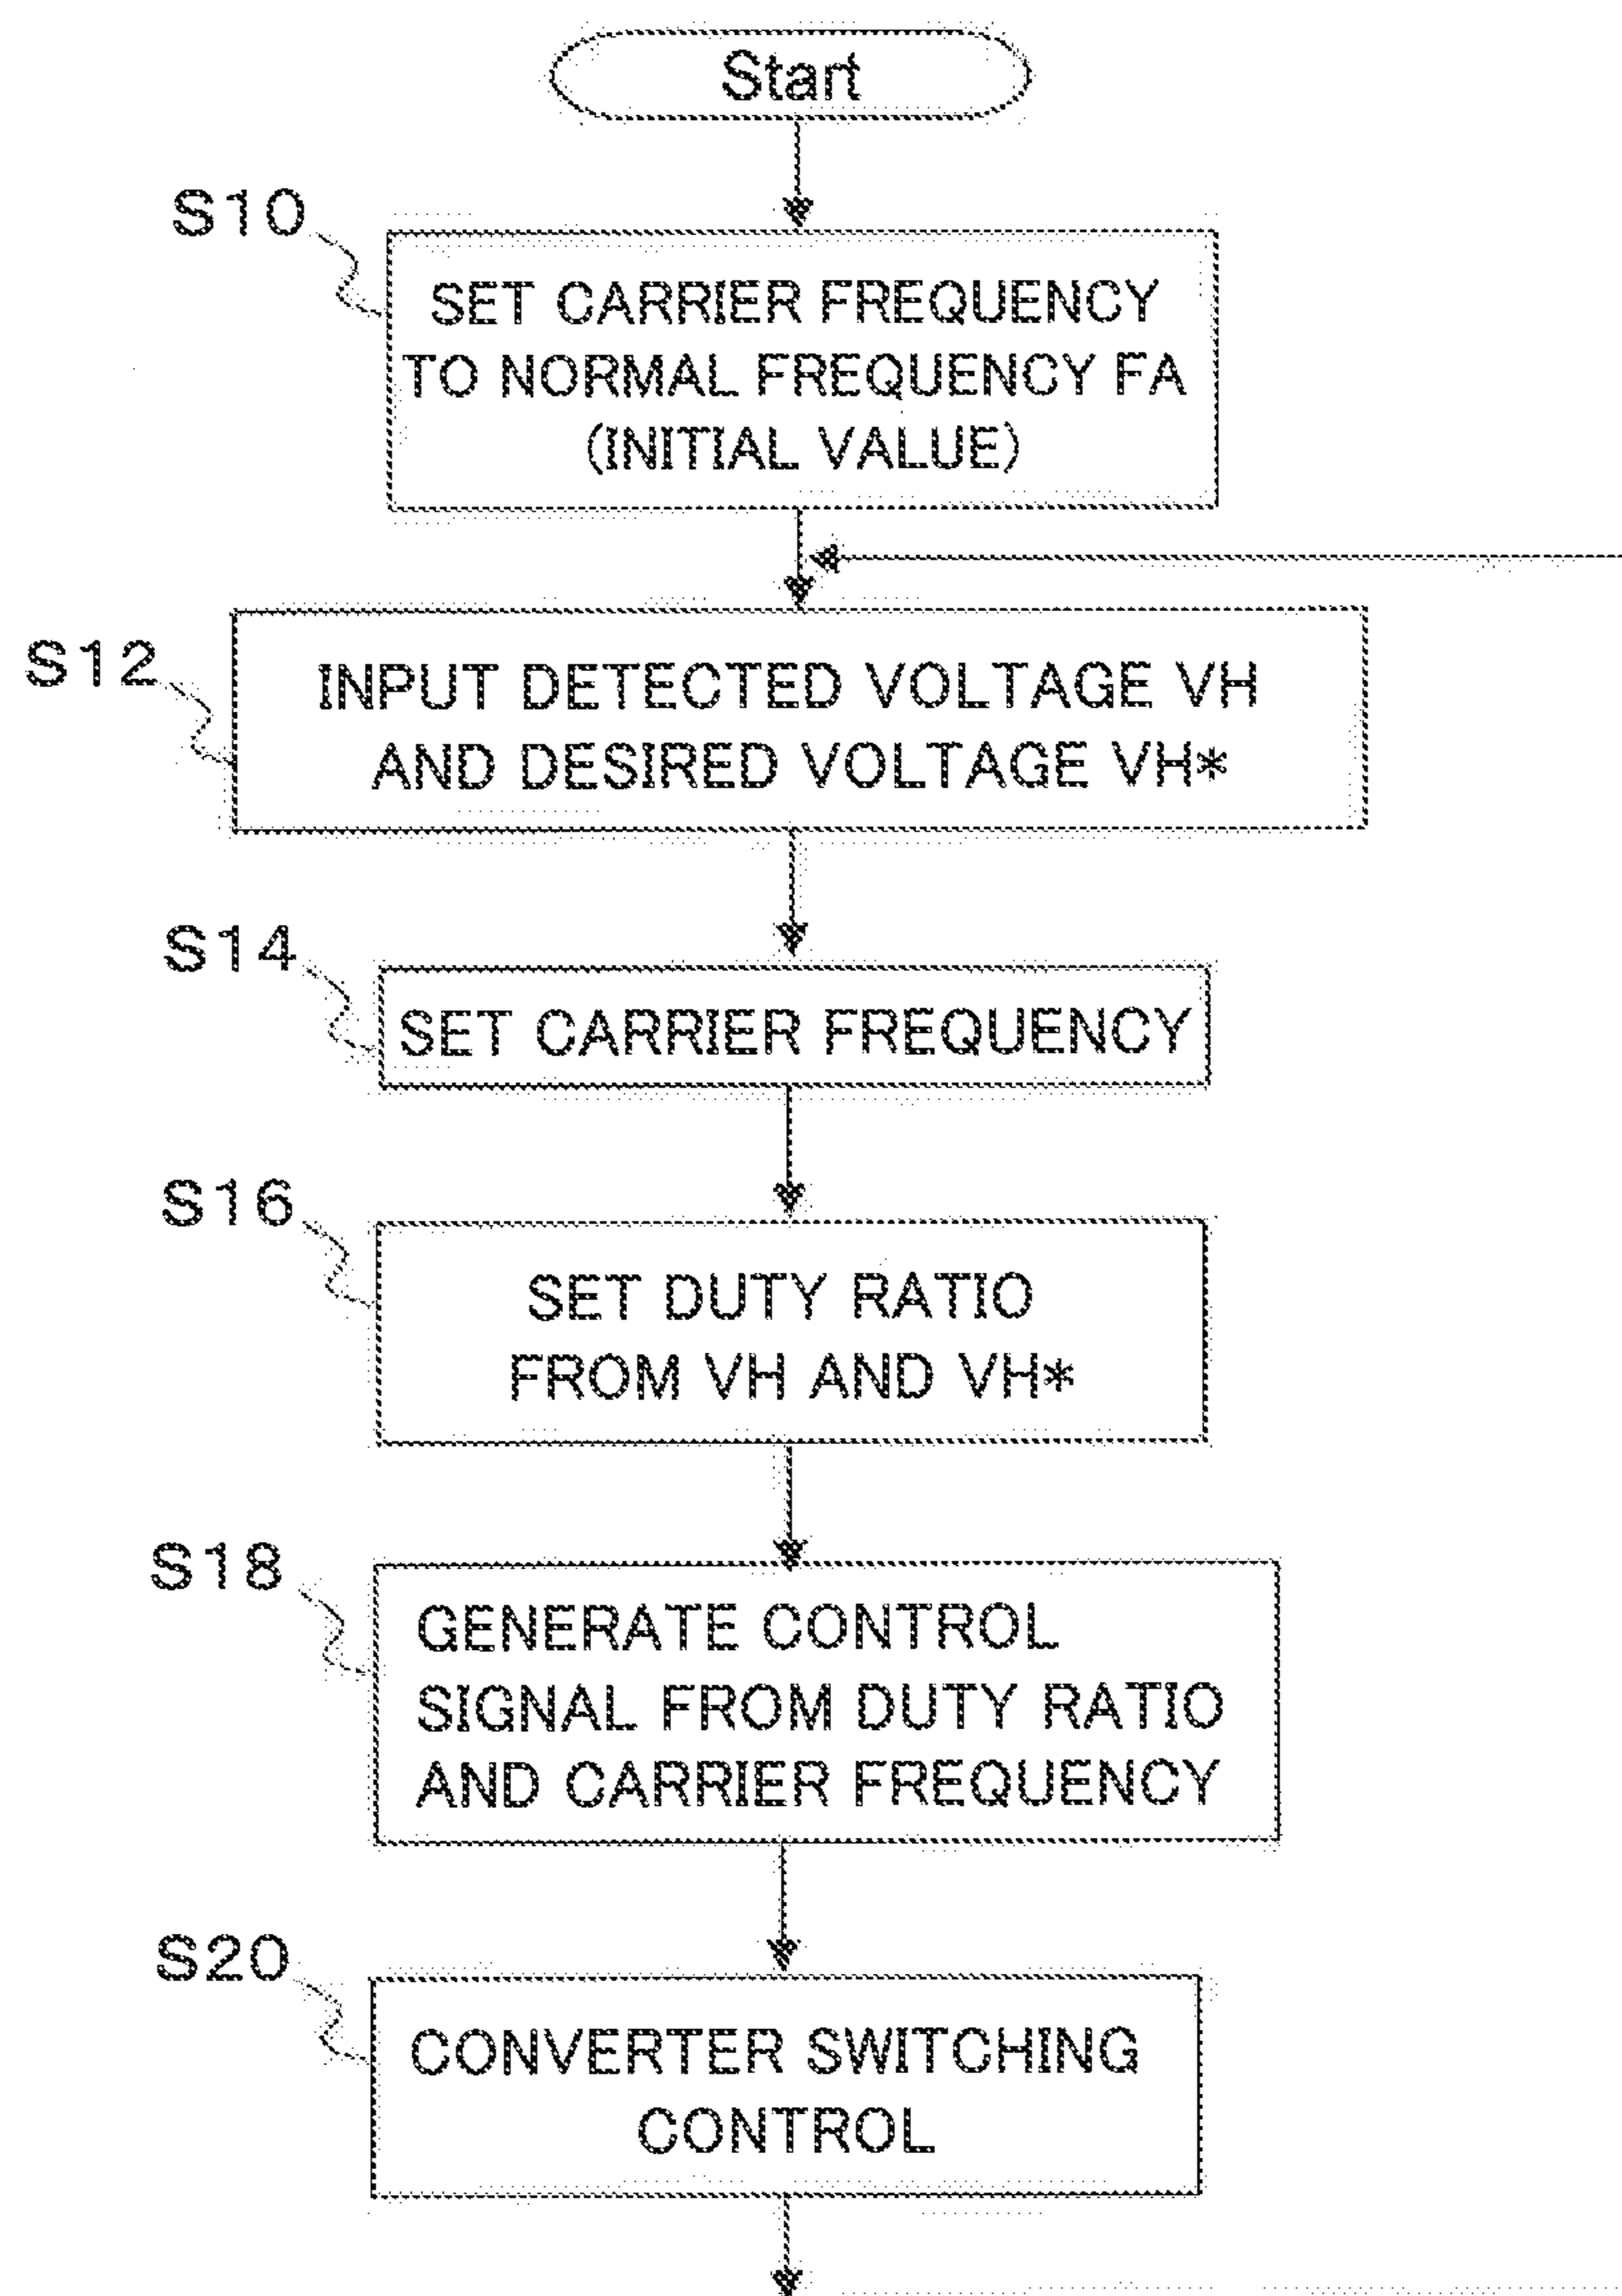 Start
S10
SET CARRIER FREQUENCY
TO NORMAL FREQUENCY FA
(INITIAL VALUE)
S12
INPUT DETECTED VOLTAGE VH
AND DESIRED VOLTAGE VH*
S14
SET CARRIER FREQUENCY
S16
SET DUTY RATIO
FROM VH AND VH*
S18
GENERATE CONTROL
SIGNAL FROM DUTY RATIO
AND CARRIER FREQUENCY
S20
CONVERTER SWITCHING
CONTROL